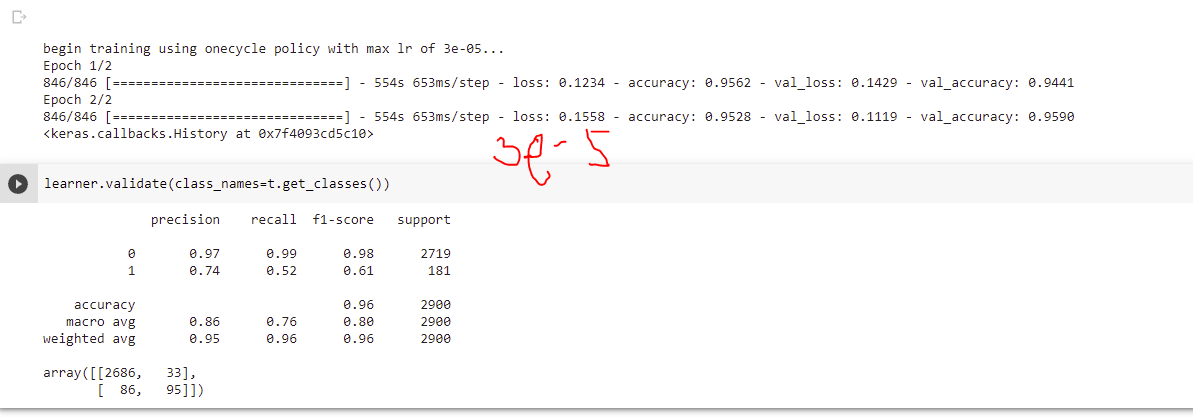 begin training using onecycle policy with max lr of 3e-05...
Epoch 1/2
846/846 [==============================] - 554s 653ms/step - loss: 0.1234 - accuracy: 0.9562 - val_loss: 0.1429 - val_accuracy: 0.9441
Epoch 2/2
846/846 [==============================] - 554s 653ms/step - loss: 0.1558 - accuracy: 0.9528 - val_loss: 0.1119 - val_accuracy: 0.9590
<keras.callbacks.History at 0x7f4093cd5c10>
3e-5
learner.validate(class_names=t.get_classes())
precision recall f1-score support
0 0.97 0.99 0.98 2719
1 0.74 0.52 0.61 181
accuracy 0.96 2900
macro avg 0.86 0.76 0.80 2900
weighted avg 0.95 0.96 0.96 2900
array([[2686, 33],
[ 86, 95]])